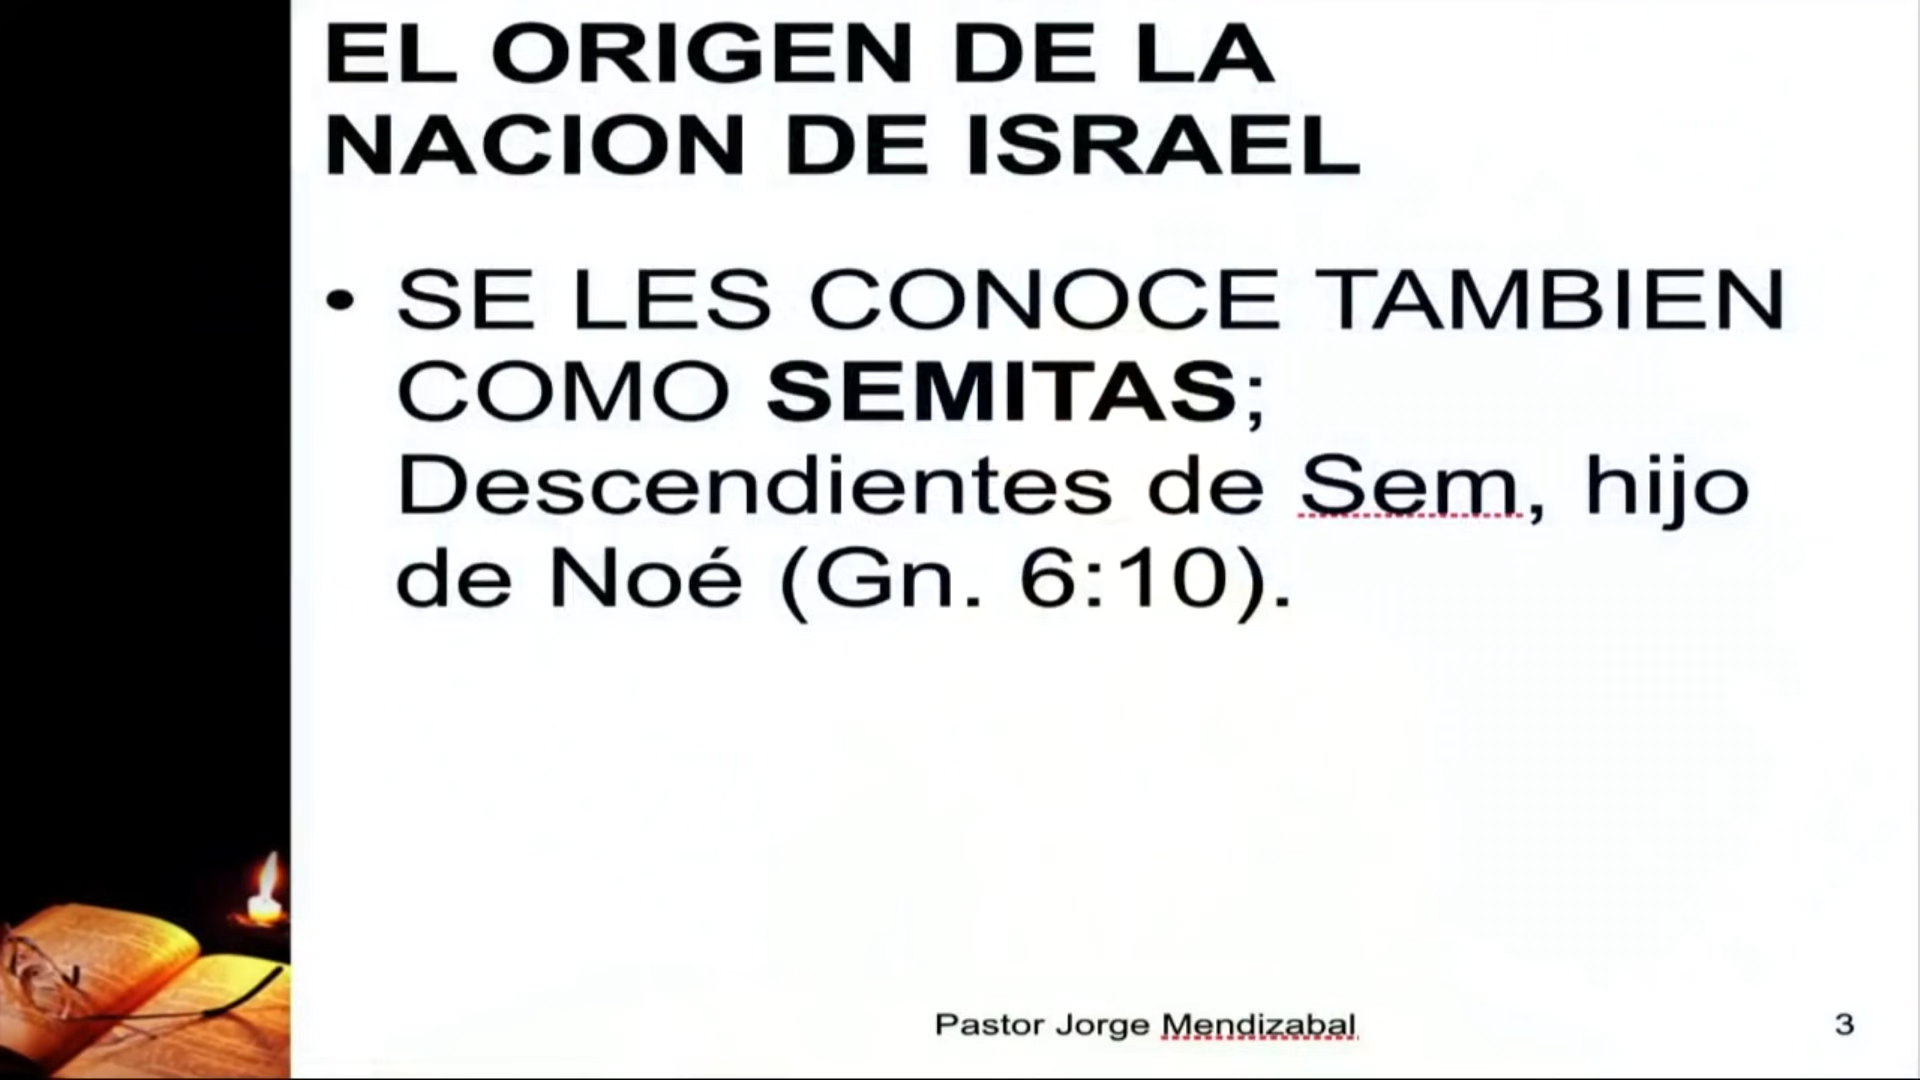 EL ORIGEN DE LA
NACION DE ISRAEL
• SE LES CONOCE TAMBIEN
COMO SEMITAS;
Descendientes de Sem, hijo
de Noé (Gn. 6:10).
Pastor Jorge Mendizabal
3